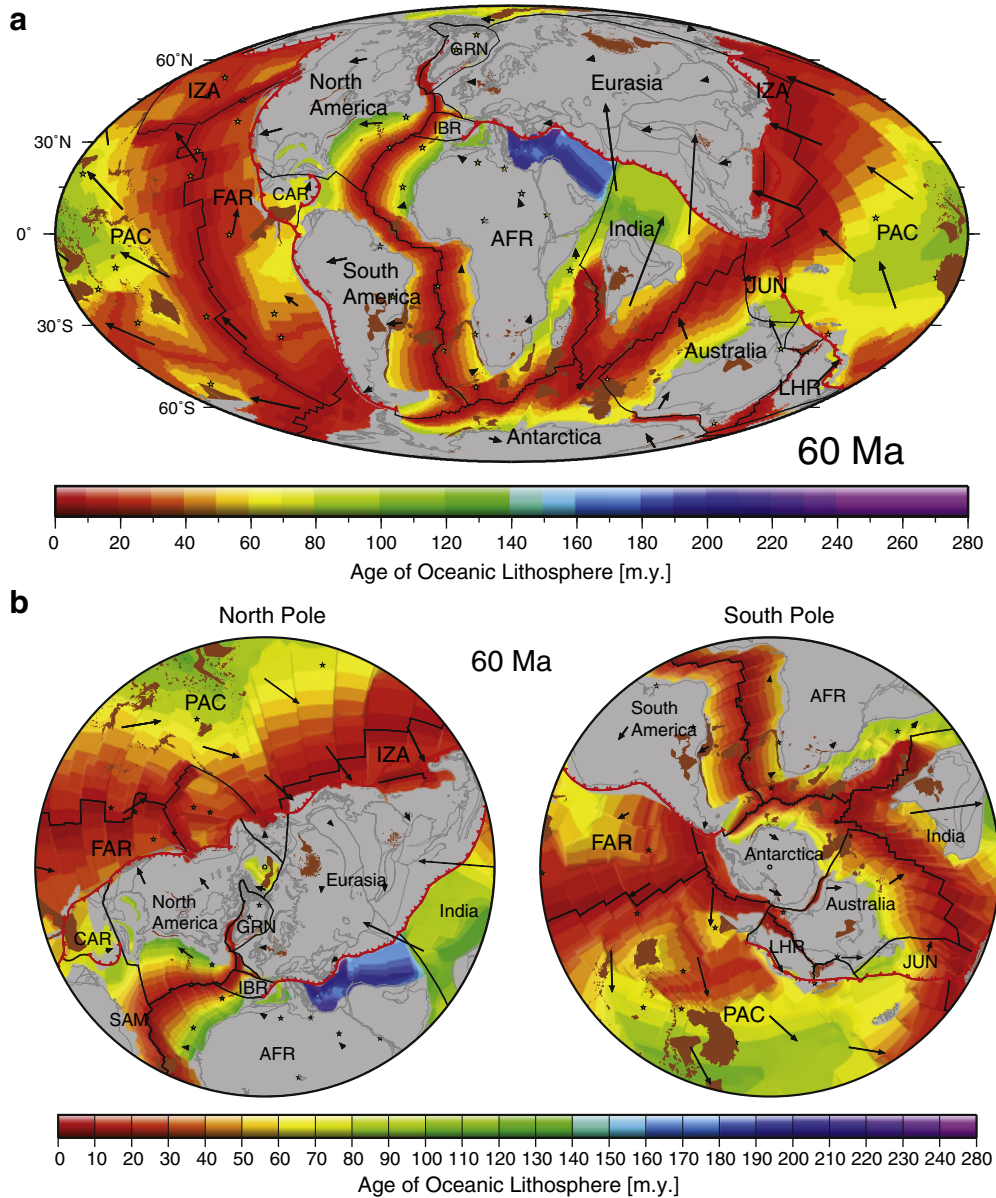 a
60˚N
30˚N
0˚
30˚S
60˚S
GRN
North
America
Eurasia
IZA
IZA
IBR
FAR
CAR
PAC
AFR
India
PAC
South
America
JUN
Australia
LHR
Antarctica
60 Ma
0 20 40 60 80 100 120 140 160 180 200 220 240 260 280
Age of Oceanic Lithosphere [m.y.]
b
North Pole
South Pole
60 Ma
PAC
IZA
FAR
North
America
Eurasia
GRN
CAR
India
IBR
SAM
AFR
South
America
AFR
FAR
India
Antarctica
Australia
LHR
JUN
PAC
0 10 20 30 40 50 60 70 80 90 100 110 120 130 140 150 160 170 180 190 200 210 220 230 240 250 260 270 280
Age of Oceanic Lithosphere [m.y.]